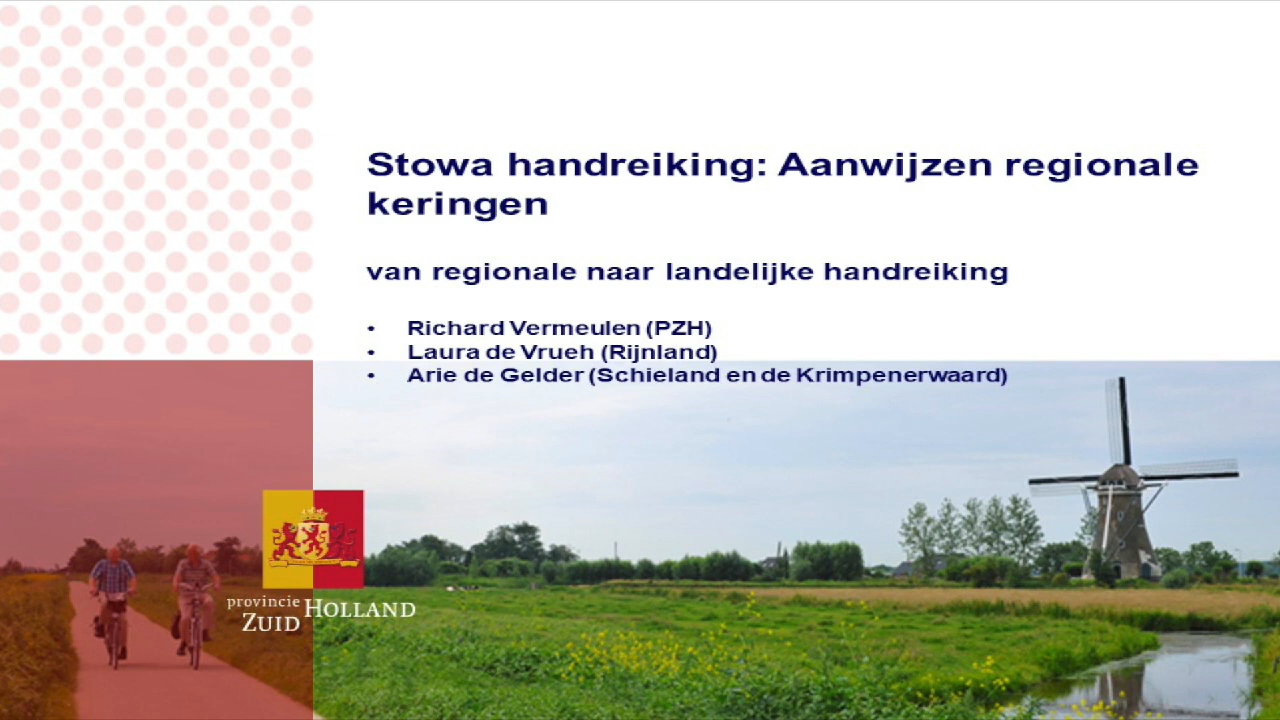 Stowa handreiking: Aanwijzen regionale
keringen
van regionale naar landelijke handreiking
• Richard Vermeulen (PZH)
• Laura de Vrueh (Rijnland)
• Arie de Gelder (Schieland en de Krimpenerwaard)
provincie HOLLAND
ZUID